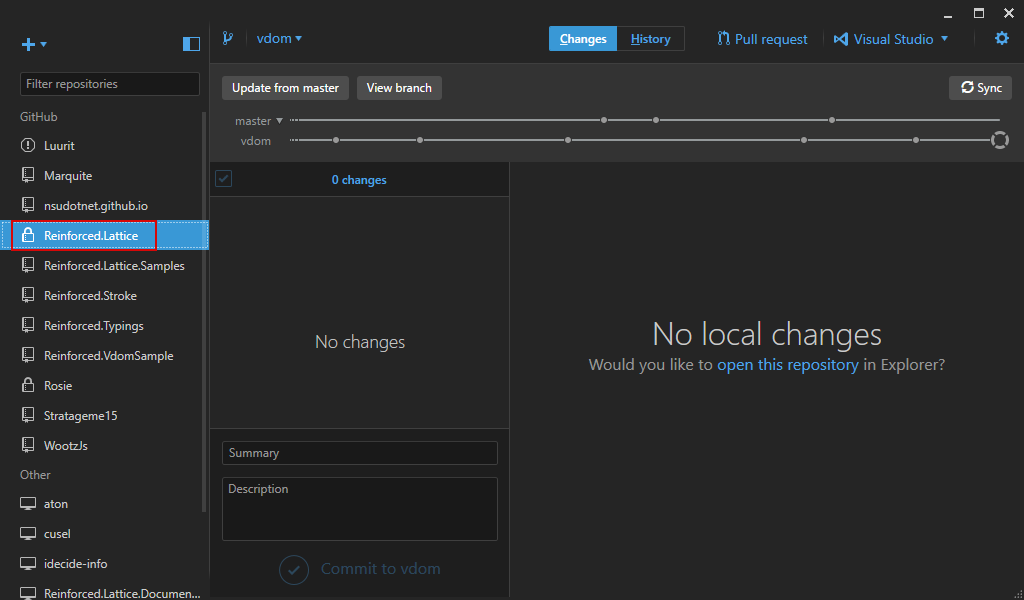 vdom
Changes
History
Pull request
Visual Studio
Filter repositories
GitHub
Luurit
Marquite
nsudotnet.github.io
Reinforced.Lattice
Reinforced.Lattice.Samples
Reinforced.Stroke
Reinforced.Typings
Reinforced.VdomSample
Rosie
Stratageme15
WootzJs
Other
aton
cusel
idecide-info
Reinforced.Lattice.Documen...
Update from master
View branch
Sync
master
vdom
0 changes
No changes
Summary
Description
Commit to vdom
No local changes
Would you like to open this repository in Explorer?